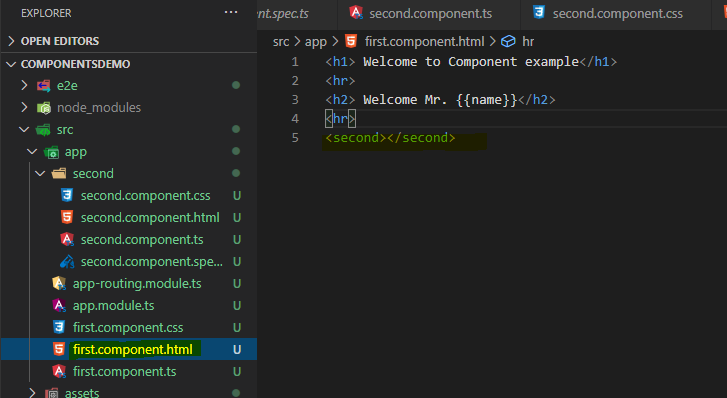 EXPLORER
···
> OPEN EDITORS
COMPONENTSDEMO
e2e
node_modules
src
app
second
second.component.css U
second.component.html U
second.component.ts U
second.component.spe... U
app-routing.module.ts U
app.module.ts U
first.component.css U
first.component.html U
first.component.ts U
assets
ent.spec.ts
second.component.ts
second.component.css
src > app > first.component.html > hr
1 <h1> Welcome to Component example</h1>
2 <hr>
3 <h2> Welcome Mr. {{name}}</h2>
4 <hr>
5 <second></second>